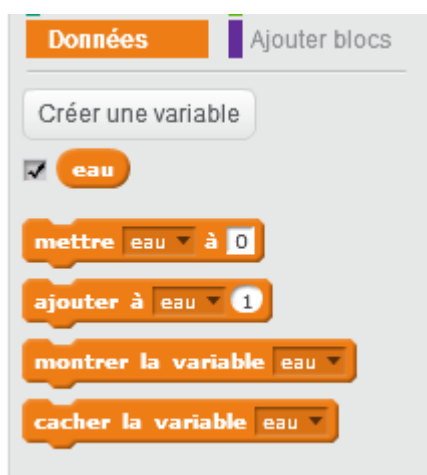 Données Ajouter blocs
Créer une variable
eau
mettre eau à 0
ajouter à eau 1
montrer la variable eau
cacher la variable eau